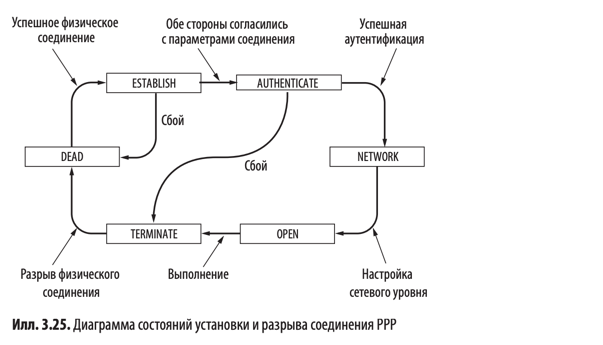 Успешное физическое
соединение
Обе стороны согласились
с параметрами соединения
Успешная
аутентификация
ESTABLISH
AUTHENTICATE
Сбой
DEAD
NETWORK
Сбой
TERMINATE
OPEN
Разрыв физического
соединения
Выполнение
Настройка
сетевого уровня
Илл. 3.25. Диаграмма состояний установки и разрыва соединения PPP